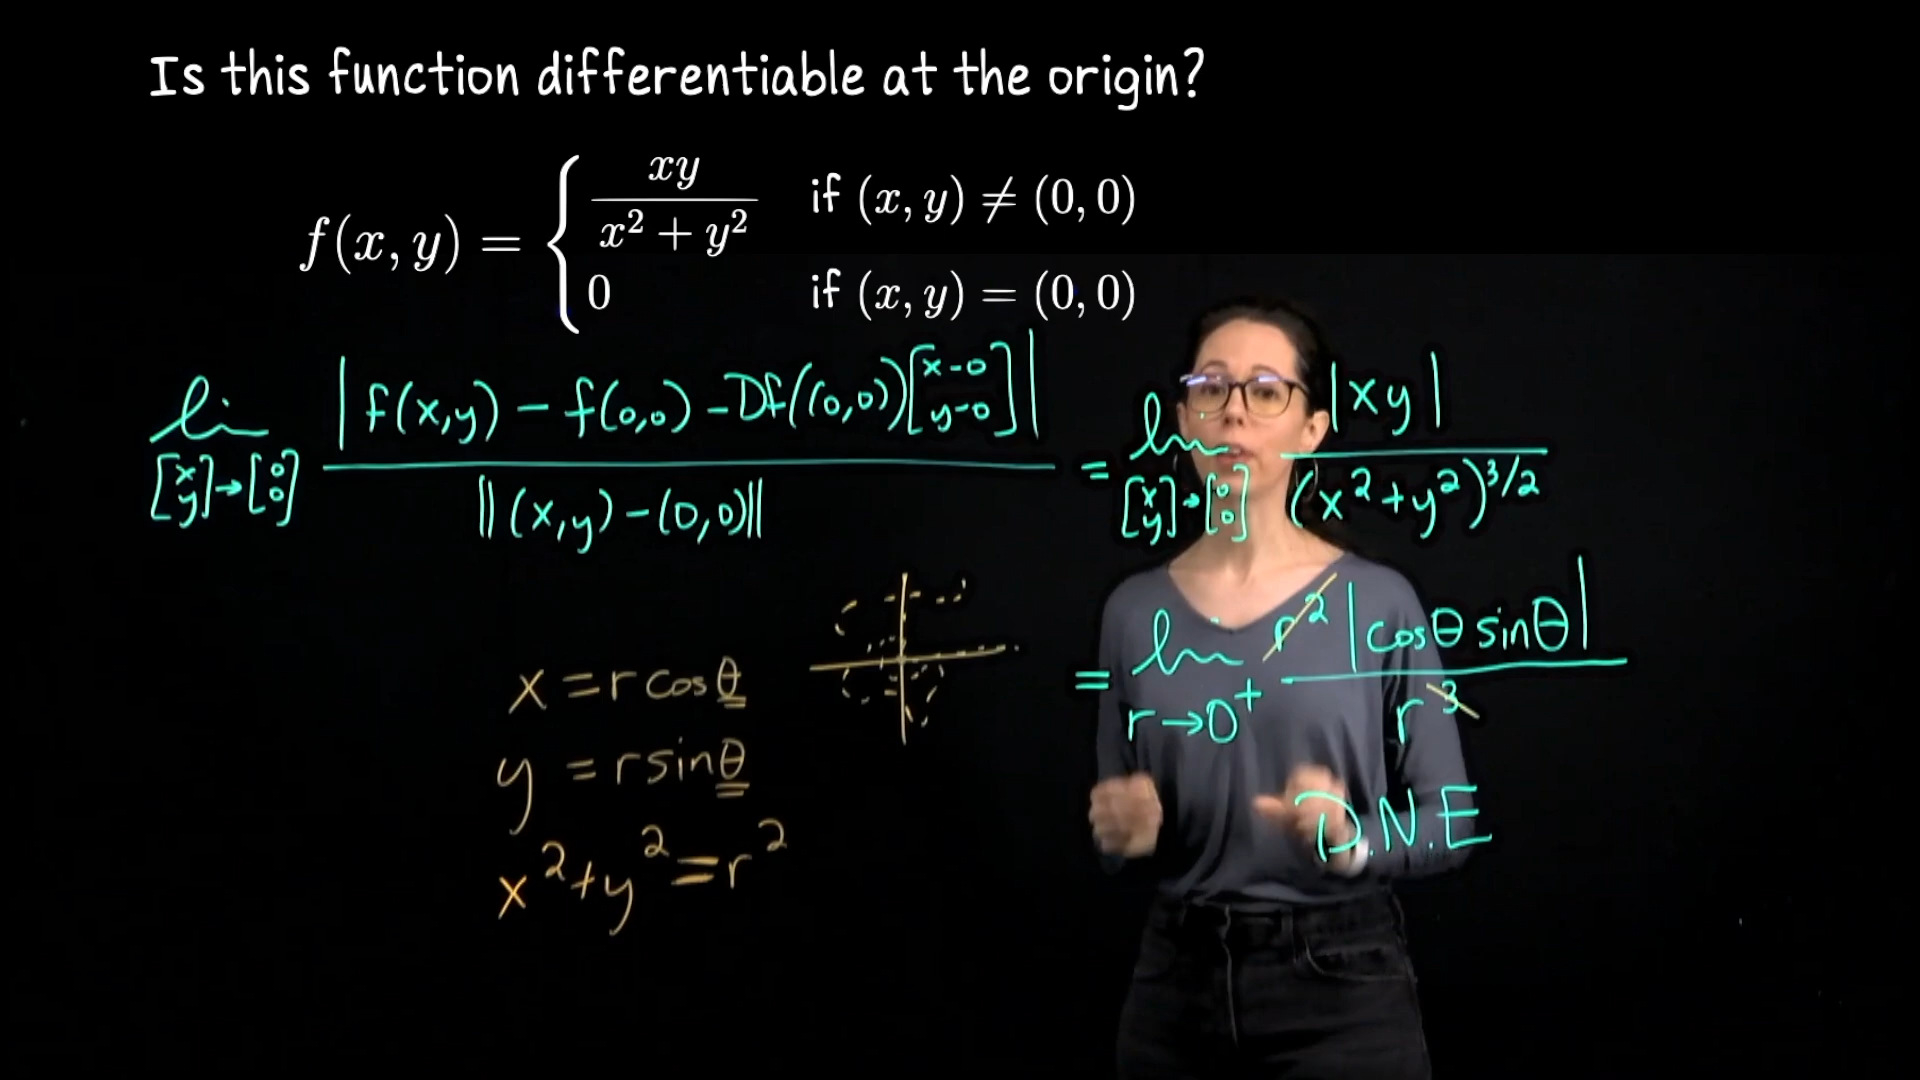 Is this function differentiable at the origin?
f(x, y) = { xy / (x² + y²) if (x, y) ≠ (0, 0)
0 if (x, y) = (0, 0)
lim [x y]→[0 0] |f(x,y) − f(0,0) − Df((0,0))[x−0 y−0]| / ||(x,y)−(0,0)|| = lim [x y]→[0 0] |xy| / (x²+y²)^3/2
= lim r→0⁺ r² |cosθ sinθ| / r³
x = r cosθ
y = r sinθ
D.N.E
x²+y² = r²